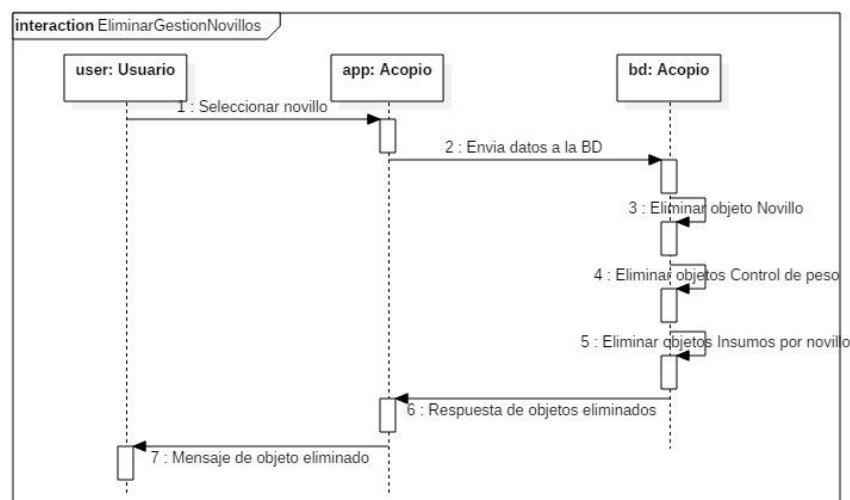 interaction EliminarGestionNovillos
user: Usuario
app: Acopio
bd: Acopio
1 : Seleccionar novillo
2 : Envia datos a la BD
3 : Eliminar objeto Novillo
4 : Eliminar objetos Control de peso
5 : Eliminar objetos Insumos por novillo
6 : Respuesta de objetos eliminados
7 : Mensaje de objeto eliminado